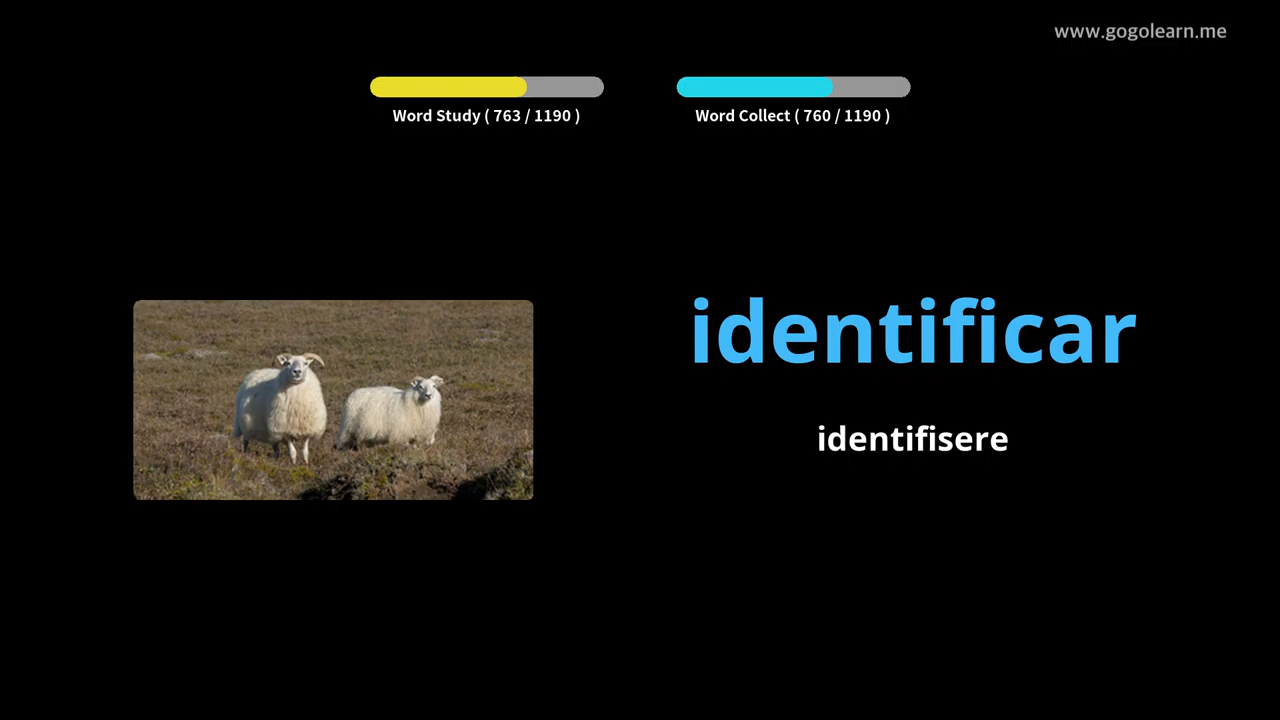 www.gogolearn.me
Word Study ( 763 / 1190 )
Word Collect ( 760 / 1190 )
identificar
identifisere